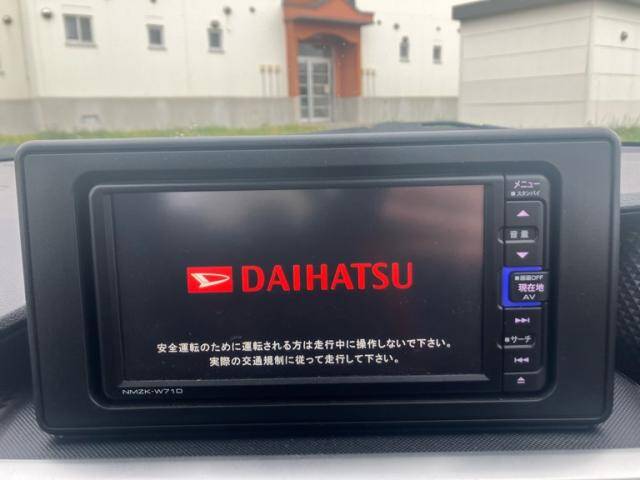 メニュー
■スタンバイ
音量
■画面OFF
現在地
AV
■サーチ
DAIHATSU
安全運転のために運転される方は走行中に操作しないで下さい。
実際の交通規制に従って走行して下さい。
NMZK-W71D